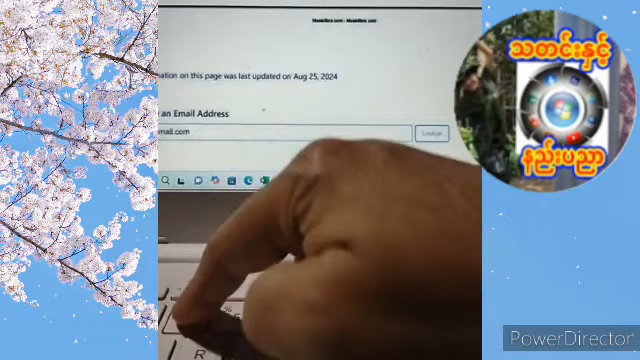 ation on this page was last updated on Aug 25, 2024
e an Email Address
mail.com
Lookup
သတင်းနှင့်
နည်းပညာ
%
R
PowerDirector